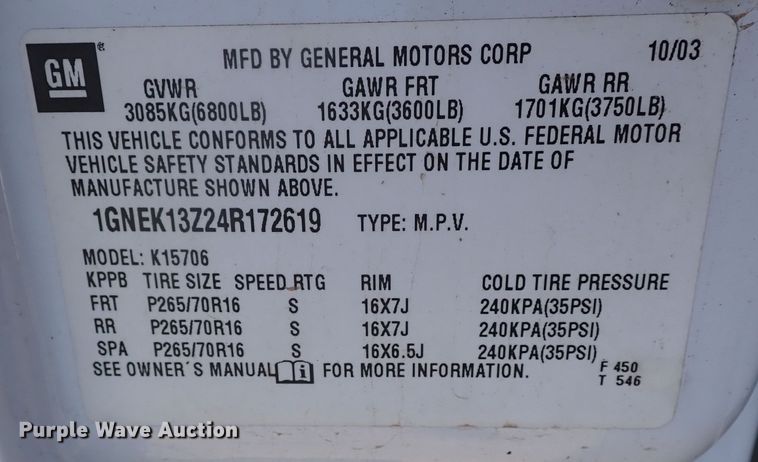 GM®
MFD BY GENERAL MOTORS CORP 10/03
GVWR GAWR FRT GAWR RR
3085KG(6800LB) 1633KG(3600LB) 1701KG(3750LB)
THIS VEHICLE CONFORMS TO ALL APPLICABLE U.S. FEDERAL MOTOR
VEHICLE SAFETY STANDARDS IN EFFECT ON THE DATE OF
MANUFACTURE SHOWN ABOVE.
1GNEK13Z24R172619 TYPE: M.P.V.
MODEL: K15706
KPPB TIRE SIZE SPEED RTG RIM COLD TIRE PRESSURE
FRT P265/70R16 S 16X7J 240KPA(35PSI)
RR P265/70R16 S 16X7J 240KPA(35PSI)
SPA P265/70R16 S 16X6.5J 240KPA(35PSI)
SEE OWNER'S MANUAL i FOR MORE INFORMATION.
F 450
T 546
Purple Wave Auction